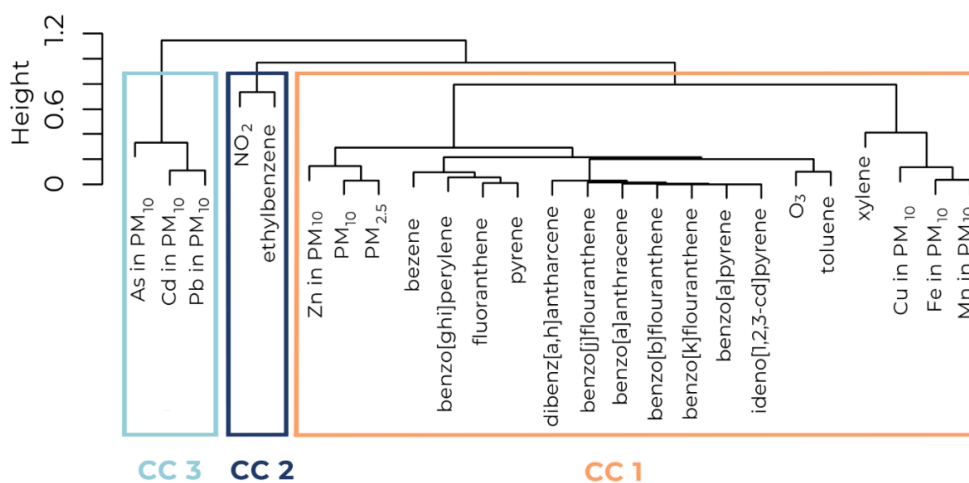 Height
1.2
0.6
0
As in PM₁₀
Cd in PM₁₀
Pb in PM₁₀
NO₂
ethylbenzene
Zn in PM₁₀
PM₁₀
PM₂.₅
bezene
benzo[ghi]perylene
fluoranthene
pyrene
dibenz[a,h]antharcene
benzo[j]flouranthene
benzo[a]anthracene
benzo[b]flouranthene
benzo[k]flouranthene
benzo[a]pyrene
ideno[1,2,3-cd]pyrene
O₃
toluene
xylene
Cu in PM₁₀
Fe in PM₁₀
Mn in PM₁₀
CC 3
CC 2
CC 1